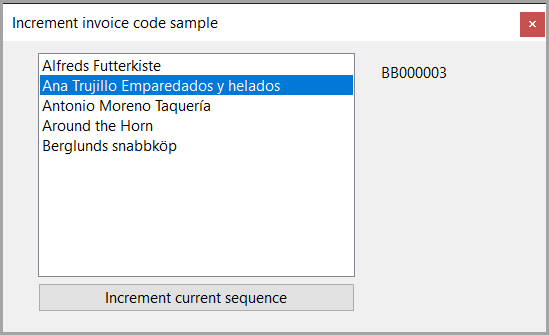 Increment invoice code sample
Alfreds Futterkiste
BB000003
Ana Trujillo Emparedados y helados
Antonio Moreno Taquería
Around the Horn
Berglunds snabbköp
Increment current sequence